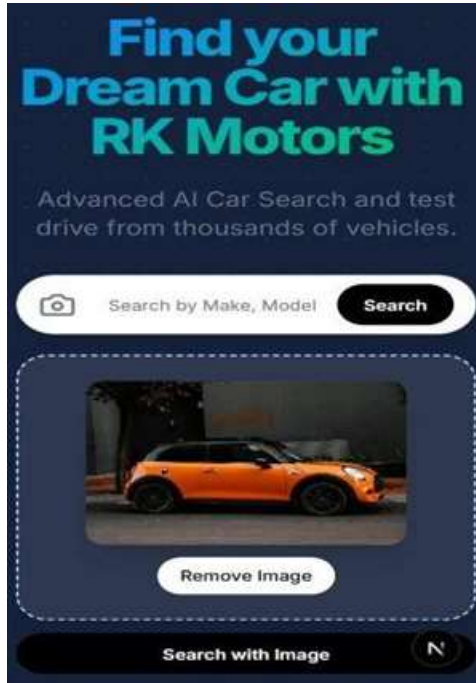 Find your
Dream Car with
RK Motors
Advanced AI Car Search and test
drive from thousands of vehicles.
Search by Make, Model
Search
Remove Image
Search with Image
N